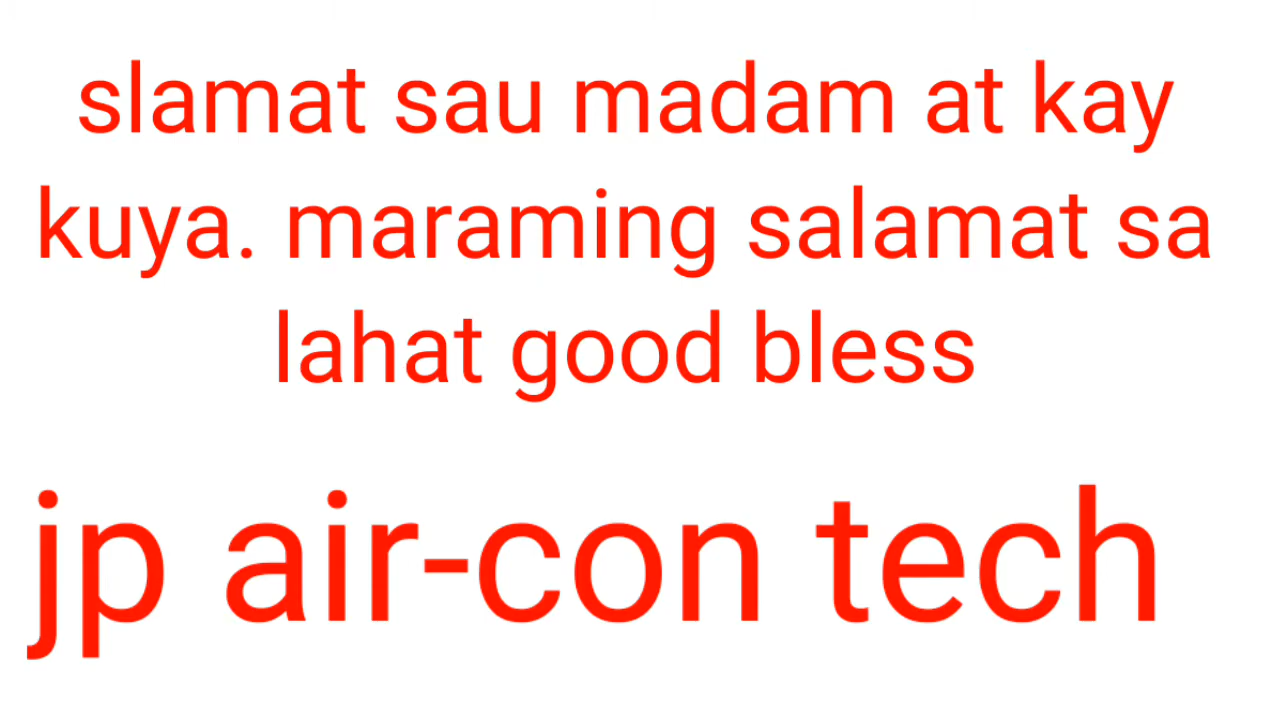 slamat sau madam at kay
kuya. maraming salamat sa
lahat good bless
jp air-con tech